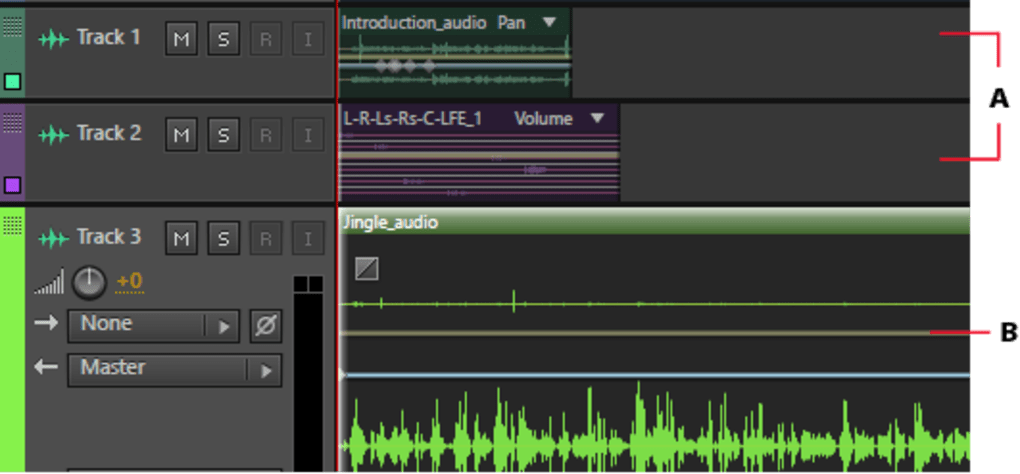 Track 1 M S R I
Introduction_audio Pan
A
Track 2 M S R I
L-R-Ls-Rs-C-LFE_1 Volume
Track 3 M S R I
Jingle_audio
+0
None
B
Master